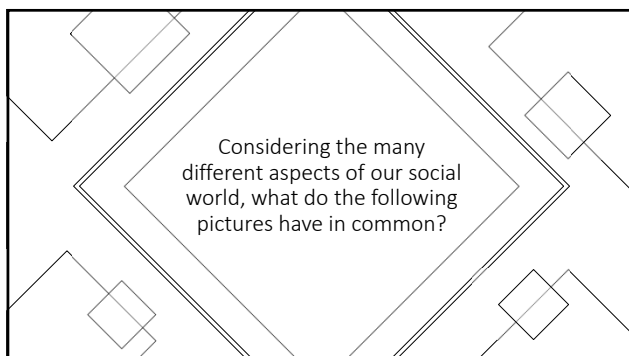 Considering the many
different aspects of our social
world, what do the following
pictures have in common?